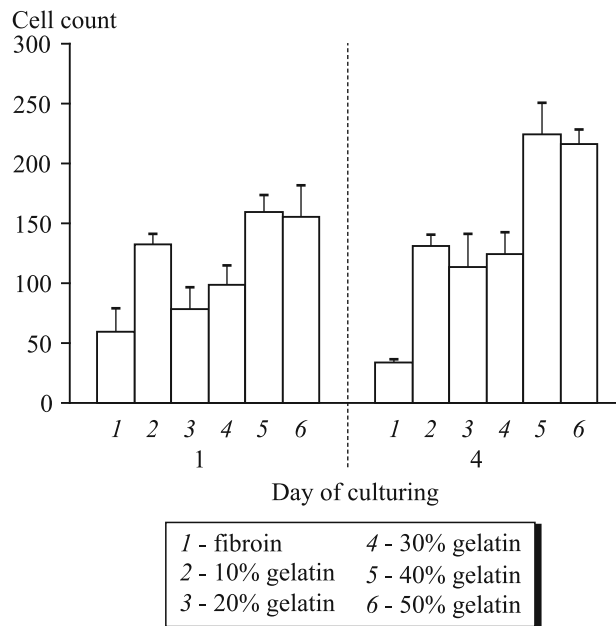 Cell count
300
250
200
150
100
50
0
1 2 3 4 5 6 1 2 3 4 5 6
1 4
Day of culturing
1 - fibroin 4 - 30% gelatin
2 - 10% gelatin 5 - 40% gelatin
3 - 20% gelatin 6 - 50% gelatin